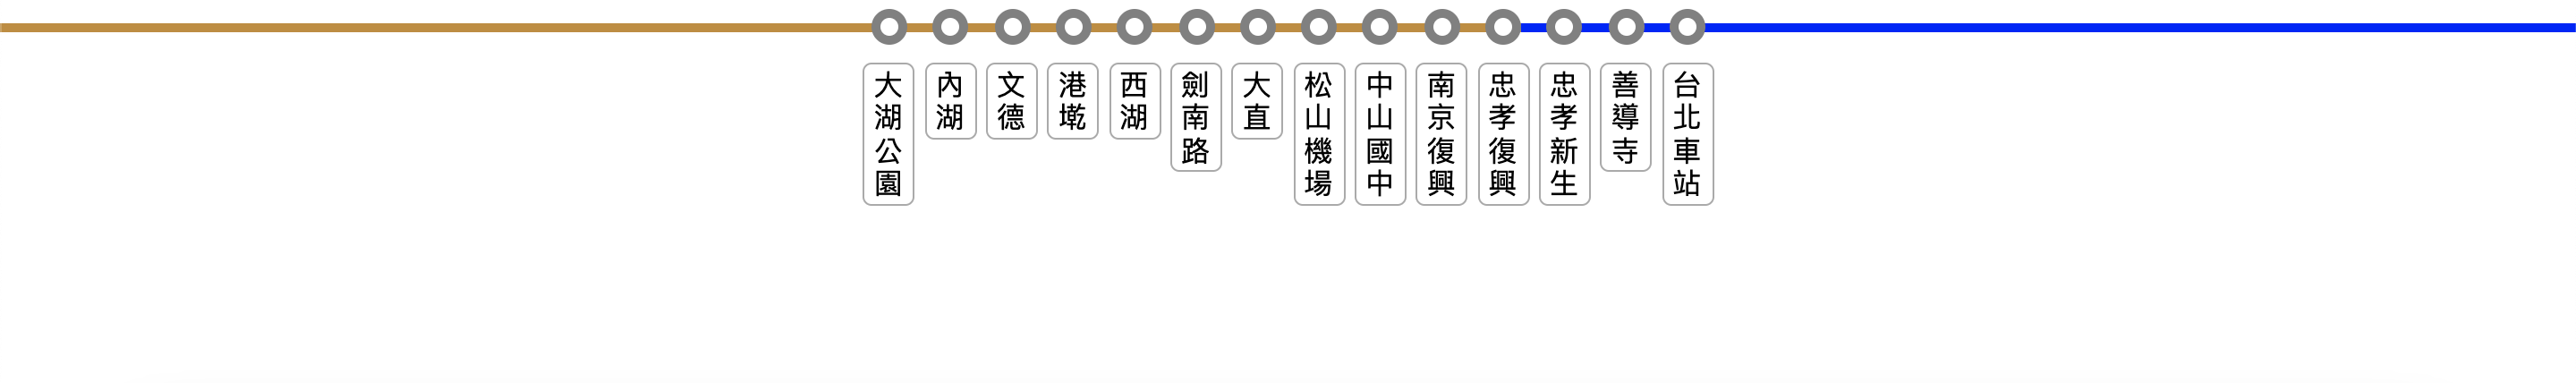 大湖公園
內湖
文德
港墘
西湖
劍南路
大直
松山機場
中山國中
南京復興
忠孝復興
忠孝新生
善導寺
台北車站